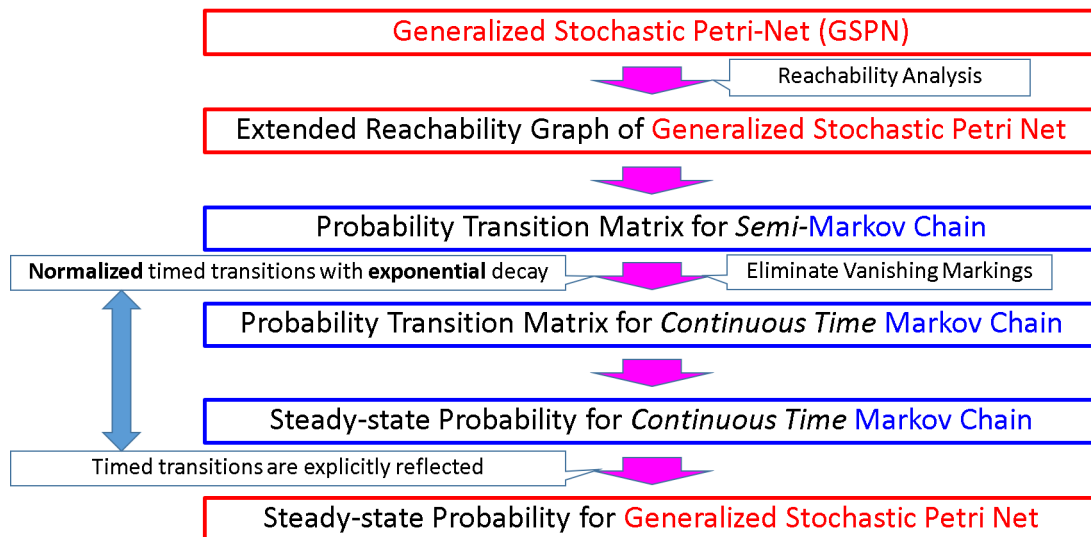 Generalized Stochastic Petri-Net (GSPN)
Reachability Analysis
Extended Reachability Graph of Generalized Stochastic Petri Net
Probability Transition Matrix for Semi-Markov Chain
Normalized timed transitions with exponential decay
Eliminate Vanishing Markings
Probability Transition Matrix for Continuous Time Markov Chain
Steady-state Probability for Continuous Time Markov Chain
Timed transitions are explicitly reflected
Steady-state Probability for Generalized Stochastic Petri Net